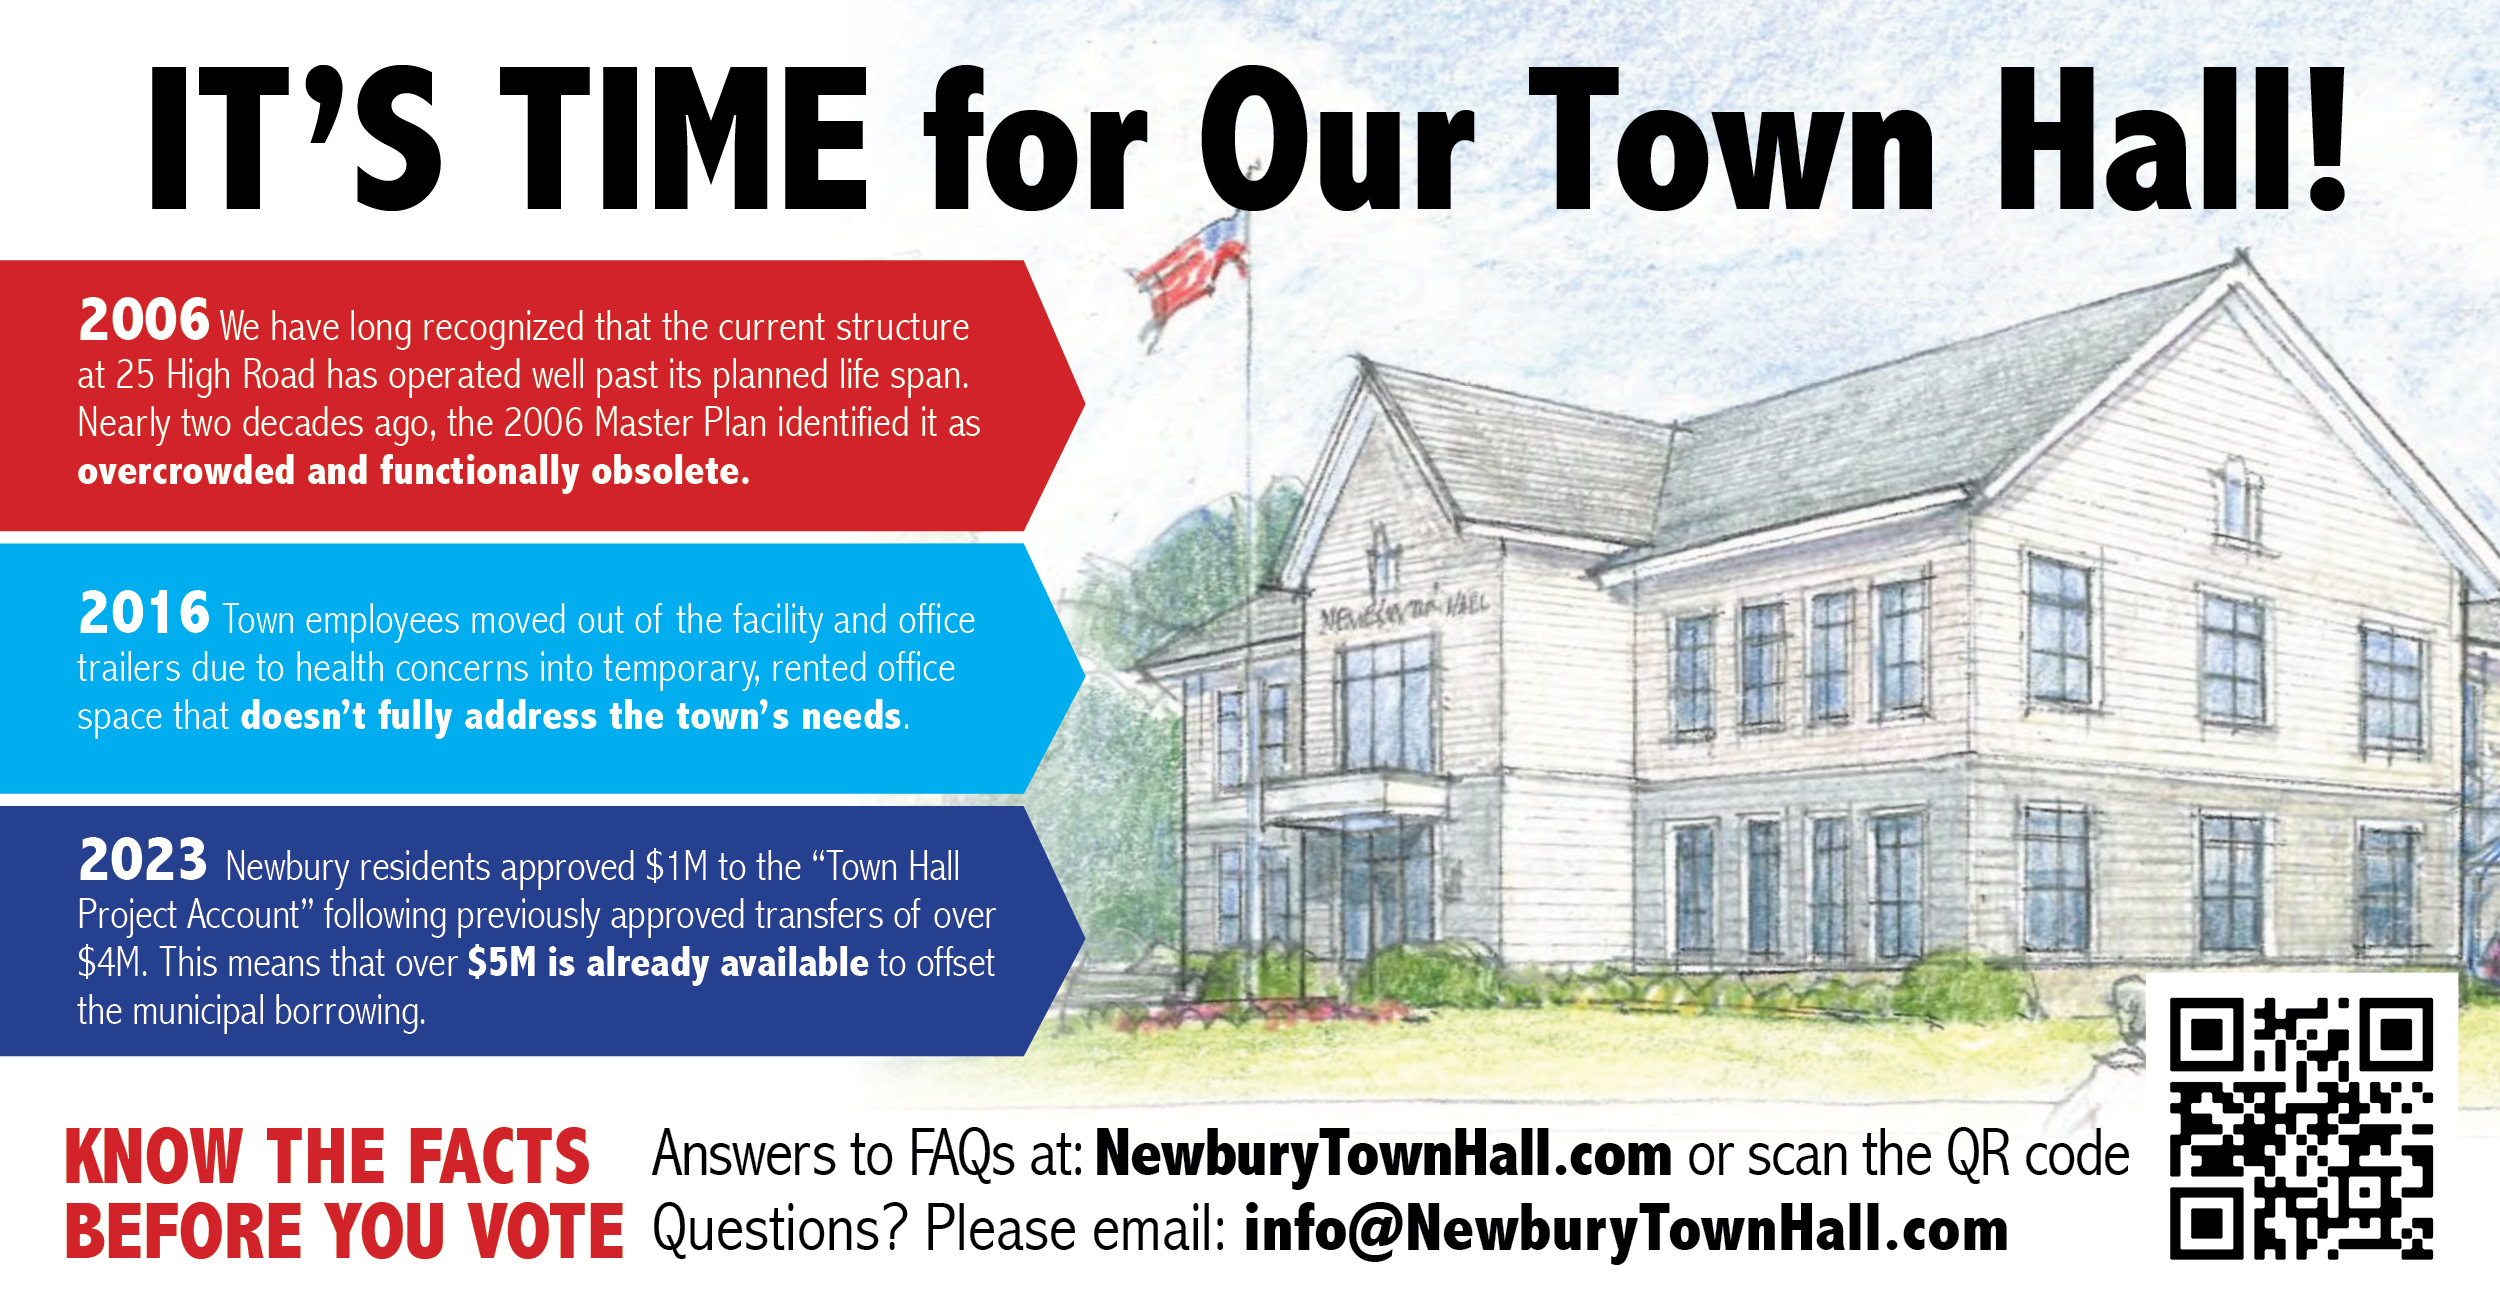 IT’S TIME for Our Town Hall!
2006 We have long recognized that the current structure
at 25 High Road has operated well past its planned life span.
Nearly two decades ago, the 2006 Master Plan identified it as
overcrowded and functionally obsolete.
2016 Town employees moved out of the facility and office
trailers due to health concerns into temporary, rented office
space that doesn’t fully address the town’s needs.
2023 Newbury residents approved $1M to the “Town Hall
Project Account” following previously approved transfers of over
$4M. This means that over $5M is already available to offset
the municipal borrowing.
NEWBURY TOWN HALL
KNOW THE FACTS
BEFORE YOU VOTE
Answers to FAQs at: NewburyTownHall.com or scan the QR code
Questions? Please email: info@NewburyTownHall.com